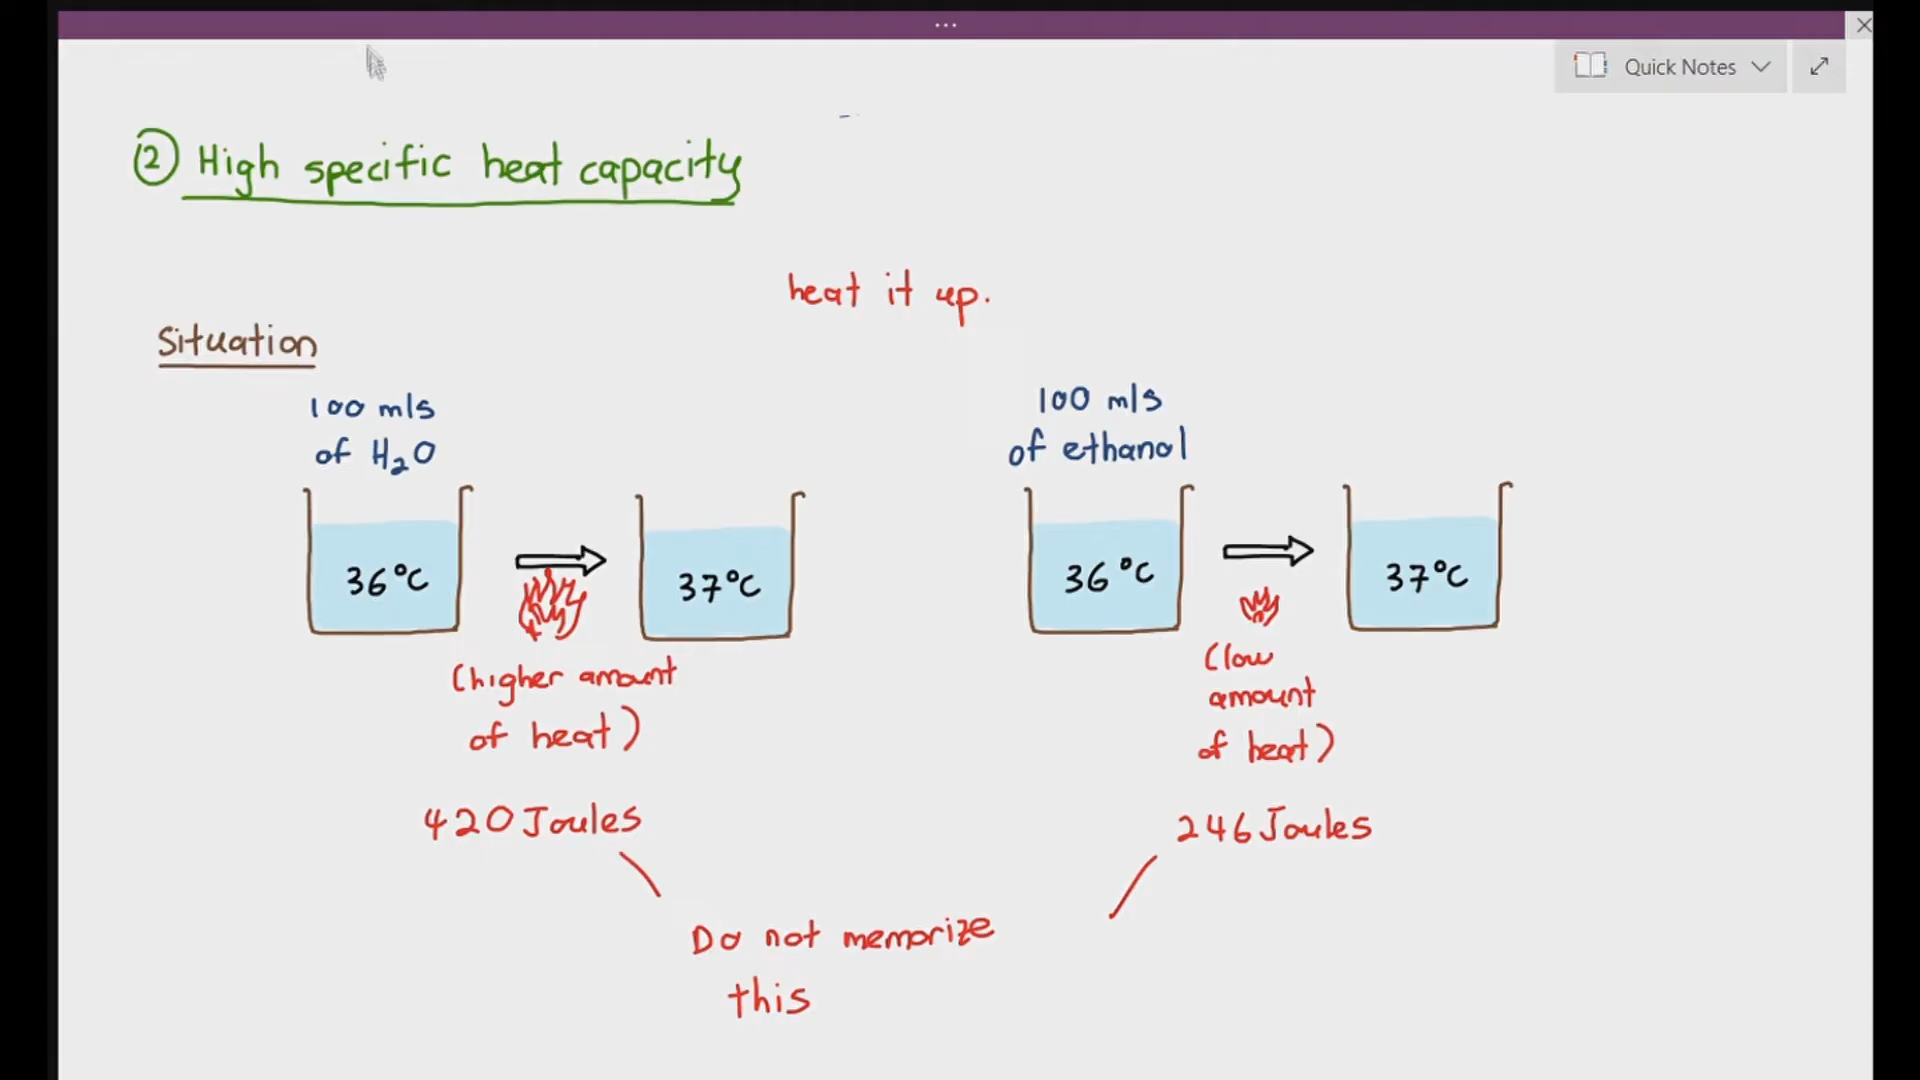 ...
Quick Notes
② High specific heat capacity
heat it up.
Situation
100 mls
of H₂O
100 mls
of ethanol
36°C
37°C
36°C
37°C
(higher amount
of heat)
(low
amount
of heat)
420 Joules
246 Joules
Do not memorize
this